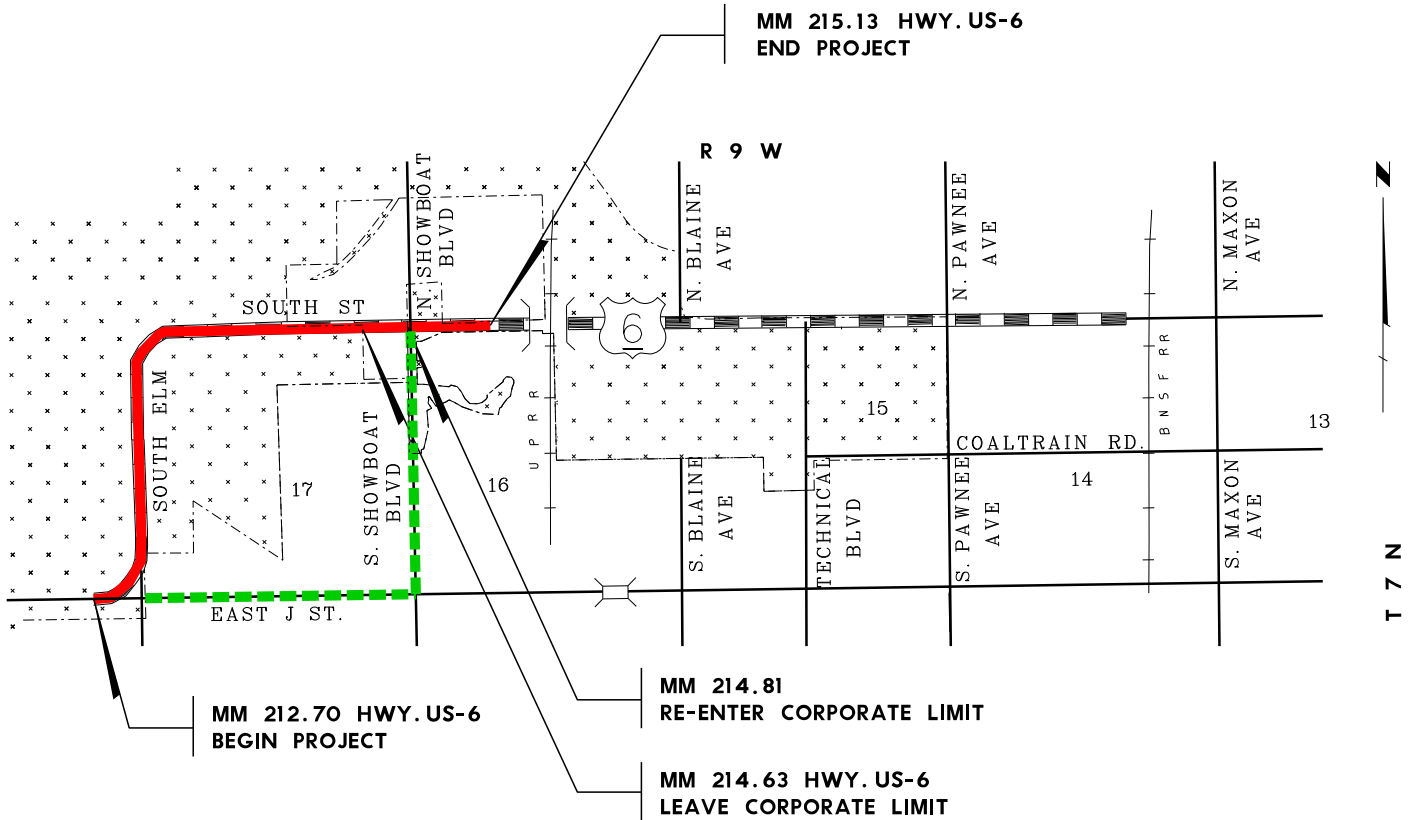 MM 215.13 HWY. US-6
END PROJECT
R 9 W
N. SHOWBOAT
BLVD
N. BLAINE
AVE
N. PAWNEE
AVE
N. MAXON
AVE
N
SOUTH ST
6
SOUTH ELM
S. SHOWBOAT
BLVD
17
16
U P R R
15
COALTRAIN RD.
14
B N S F RR
13
S. BLAINE
AVE
TECHNICAL
BLVD
S. PAWNEE
AVE
S. MAXON
AVE
T 7 N
EAST J ST.
MM 212.70 HWY. US-6
BEGIN PROJECT
MM 214.81
RE-ENTER CORPORATE LIMIT
MM 214.63 HWY. US-6
LEAVE CORPORATE LIMIT